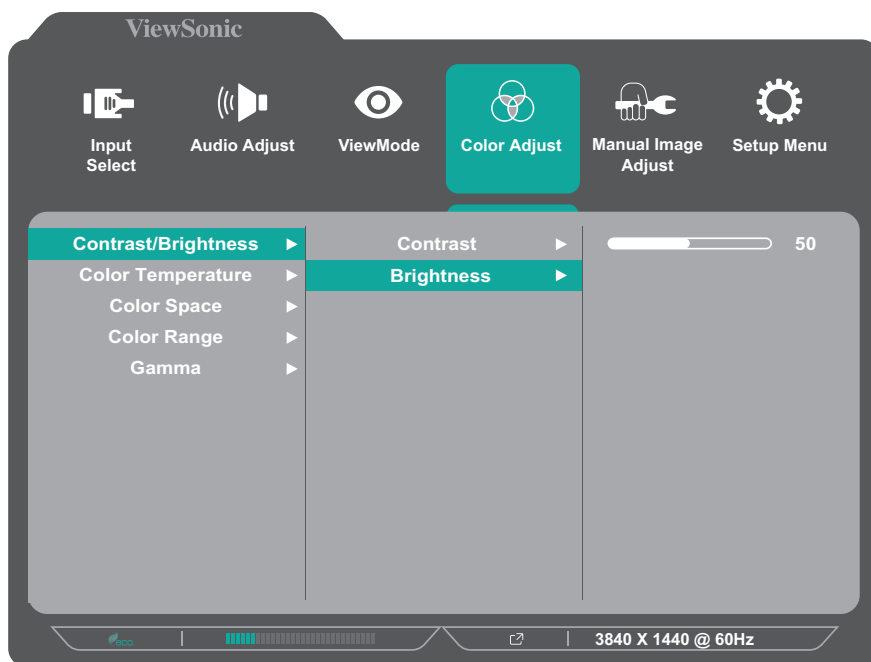 ViewSonic
Input
Select
Audio Adjust
ViewMode
Color Adjust
Manual Image
Adjust
Setup Menu
Contrast/Brightness
Contrast
50
Color Temperature
Brightness
Color Space
Color Range
Gamma
eco
3840 X 1440 @ 60Hz